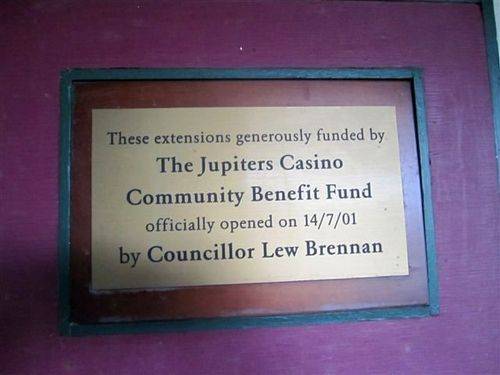 These extensions generously funded by
The Jupiters Casino
Community Benefit Fund
officially opened on 14/7/01
by Councillor Lew Brennan